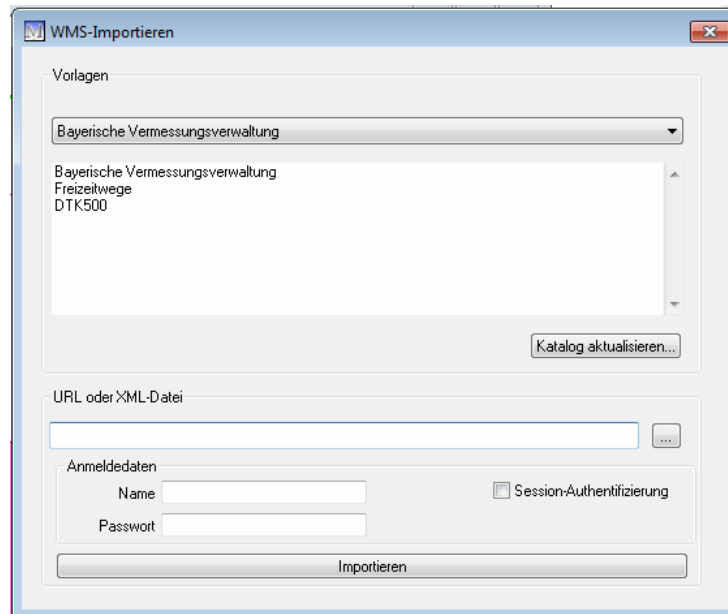 WMS-Importieren
Vorlagen
Bayerische Vermessungsverwaltung
Bayerische Vermessungsverwaltung
Freizeitwege
DTK500
Katalog aktualisieren...
URL oder XML-Datei
...
Anmeldedaten
Name
Session-Authentifizierung
Passwort
Importieren